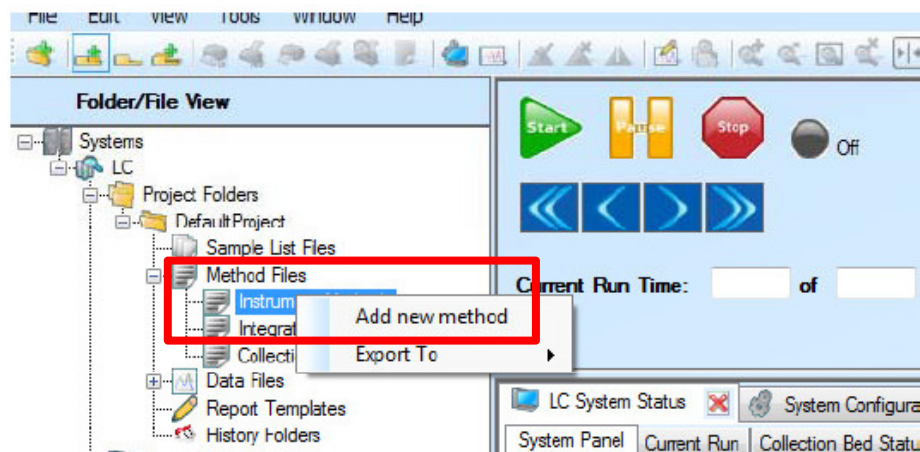 File Edit View Tools Window Help
Folder/File View
Systems
LC
Project Folders
DefaultProject
Sample List Files
Method Files
Integrat
Collecti
Data Files
Report Templates
History Folders
Add new method
Export To
Start Pause Stop Off
Current Run Time: of
LC System Status System Configura
System Panel Current Run Collection Bed Statu